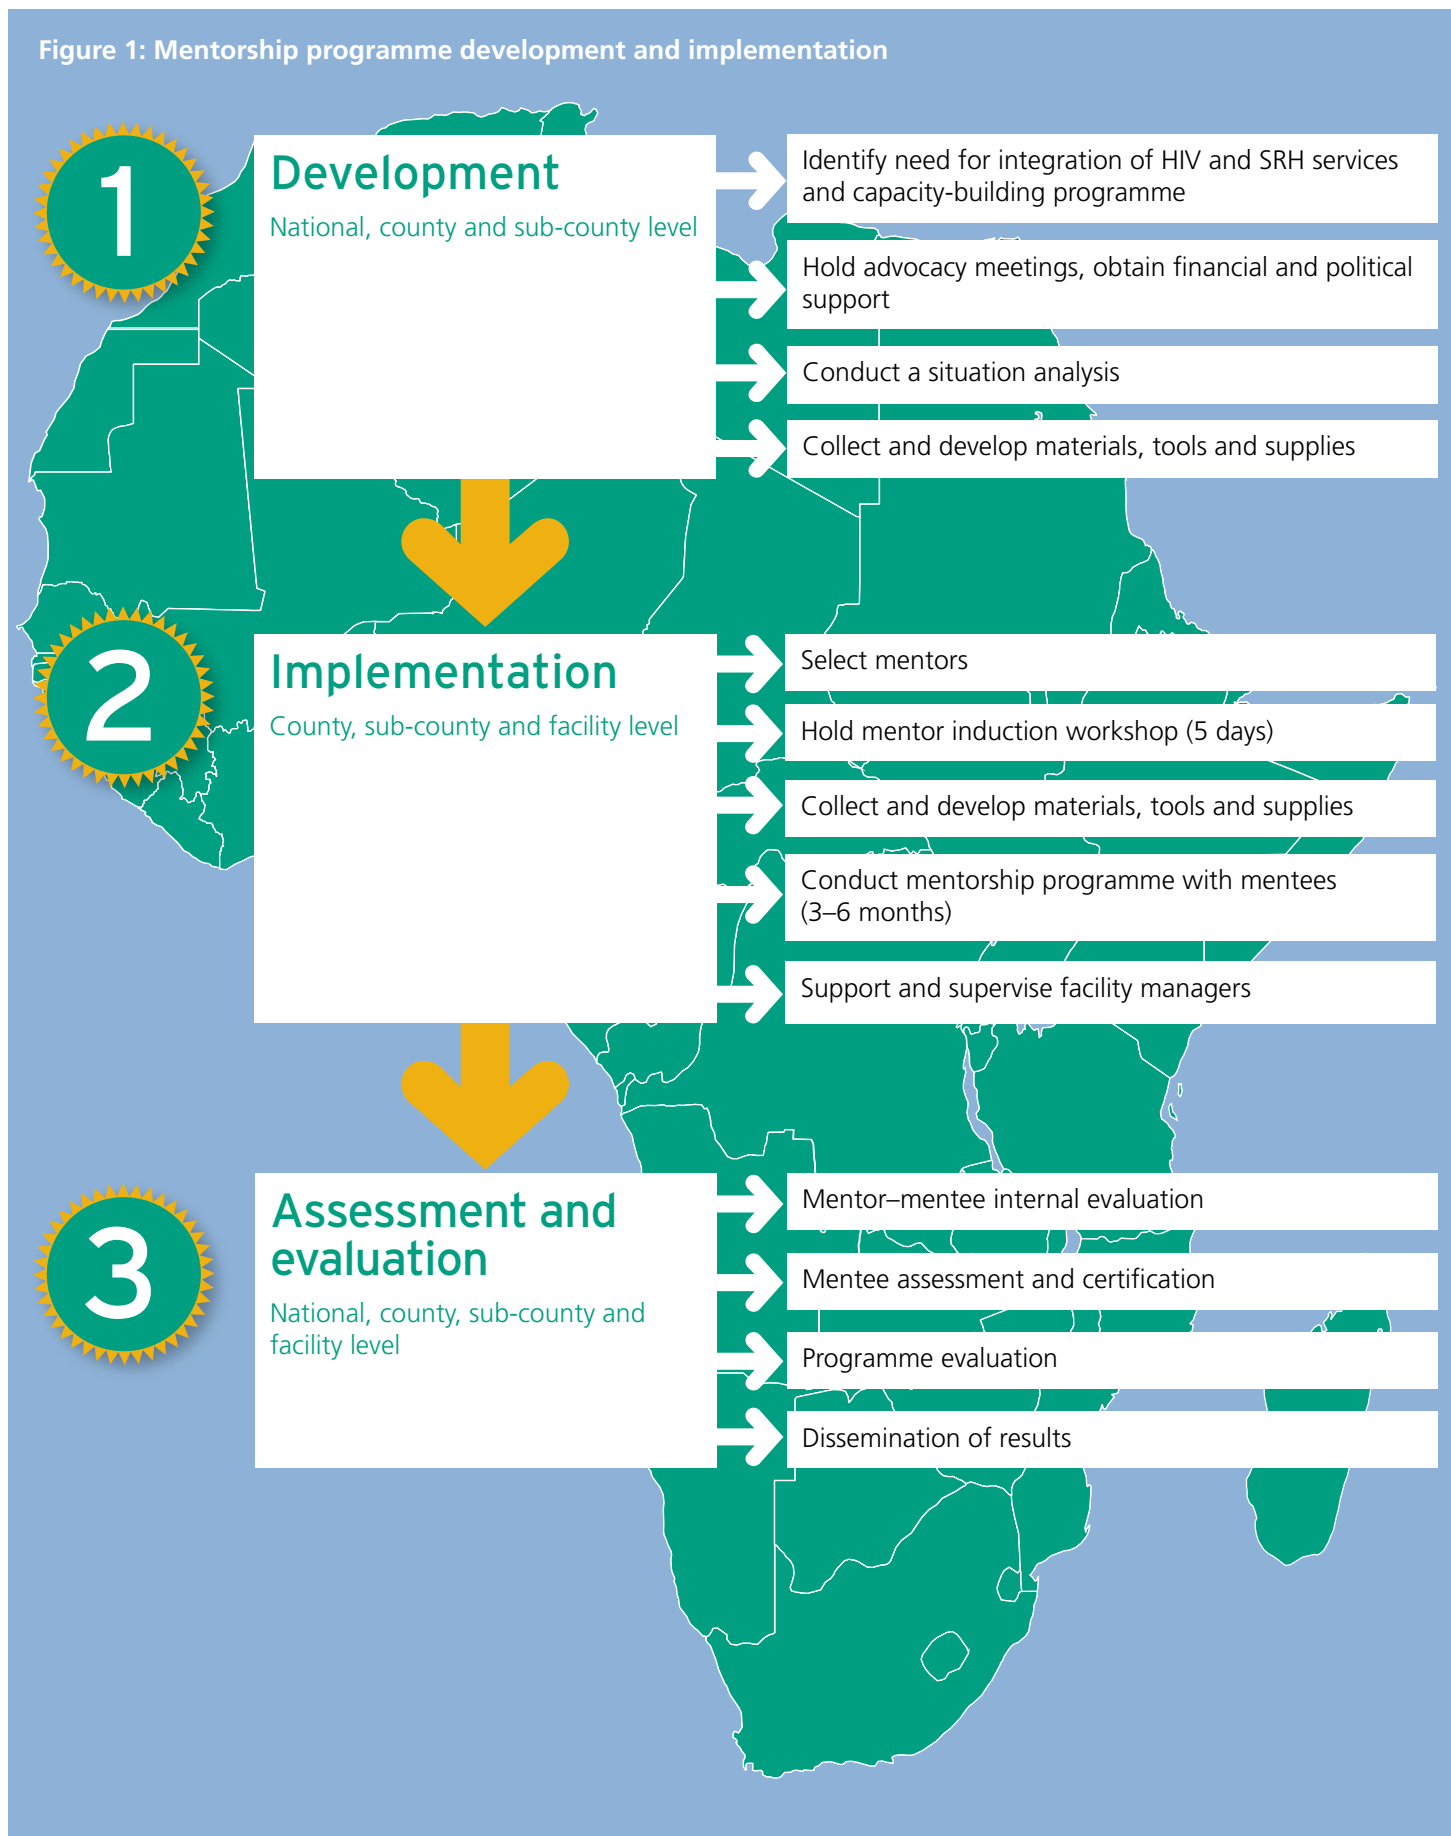 Figure 1: Mentorship programme development and implementation
1
Development
National, county and sub-county level
Identify need for integration of HIV and SRH services
and capacity-building programme
Hold advocacy meetings, obtain financial and political
support
Conduct a situation analysis
Collect and develop materials, tools and supplies
2
Implementation
County, sub-county and facility level
Select mentors
Hold mentor induction workshop (5 days)
Collect and develop materials, tools and supplies
Conduct mentorship programme with mentees
(3–6 months)
Support and supervise facility managers
3
Assessment and
evaluation
National, county, sub-county and
facility level
Mentor–mentee internal evaluation
Mentee assessment and certification
Programme evaluation
Dissemination of results